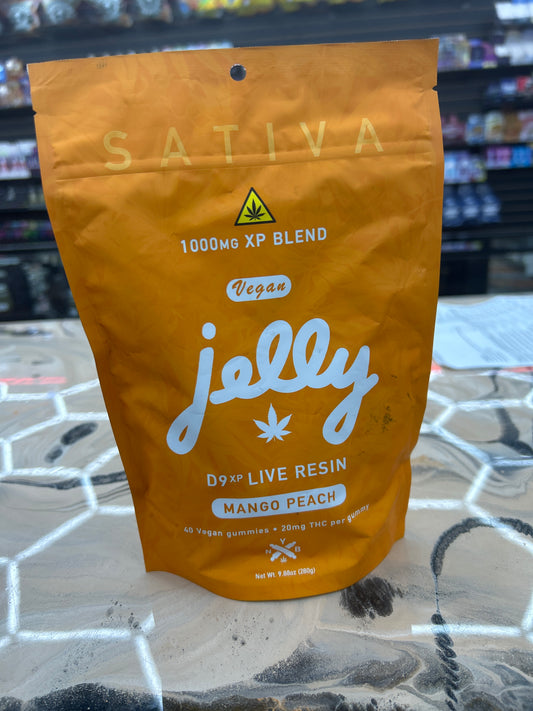 SATIVA
1000MG XP BLEND
Vegan
jelly
D9XP LIVE RESIN
MANGO PEACH
40 Vegan gummies • 20mg THC per gummy
Y
N B
Net Wt. 9.88oz (280g)